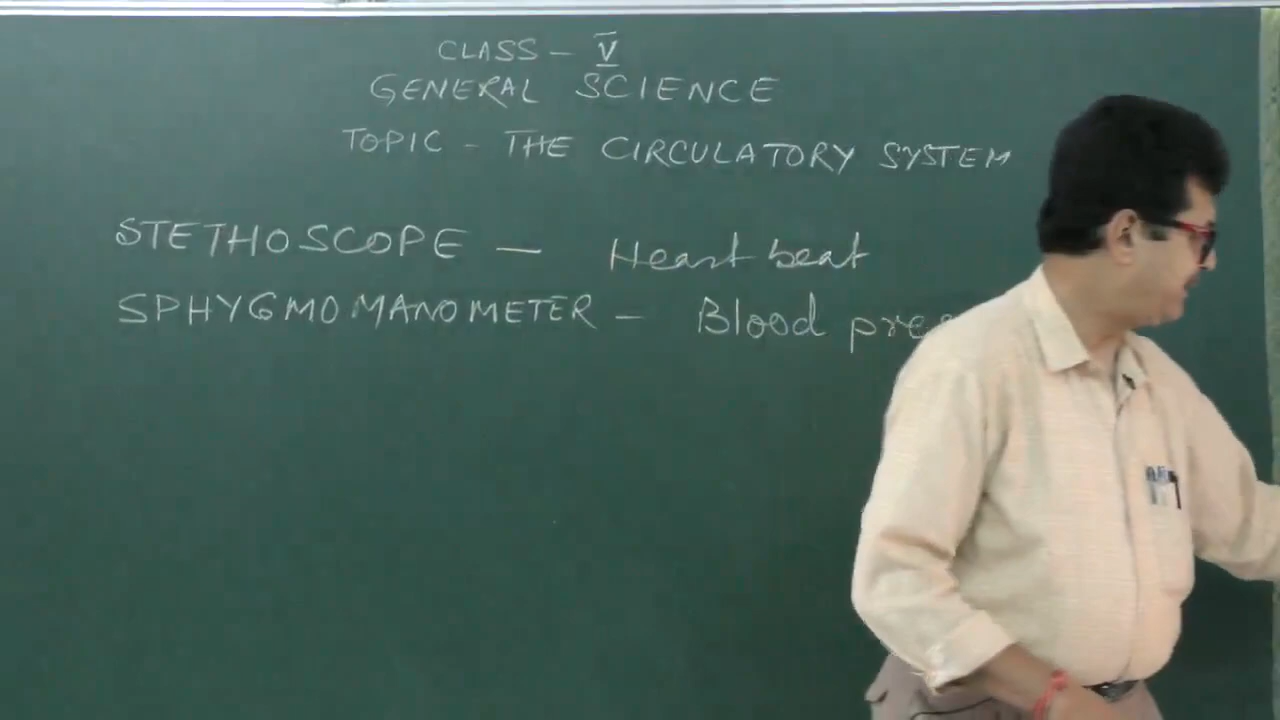 CLASS - V
GENERAL SCIENCE
TOPIC - THE CIRCULATORY SYSTEM
STETHOSCOPE - Heart beat
SPHYGMOMANOMETER - Blood